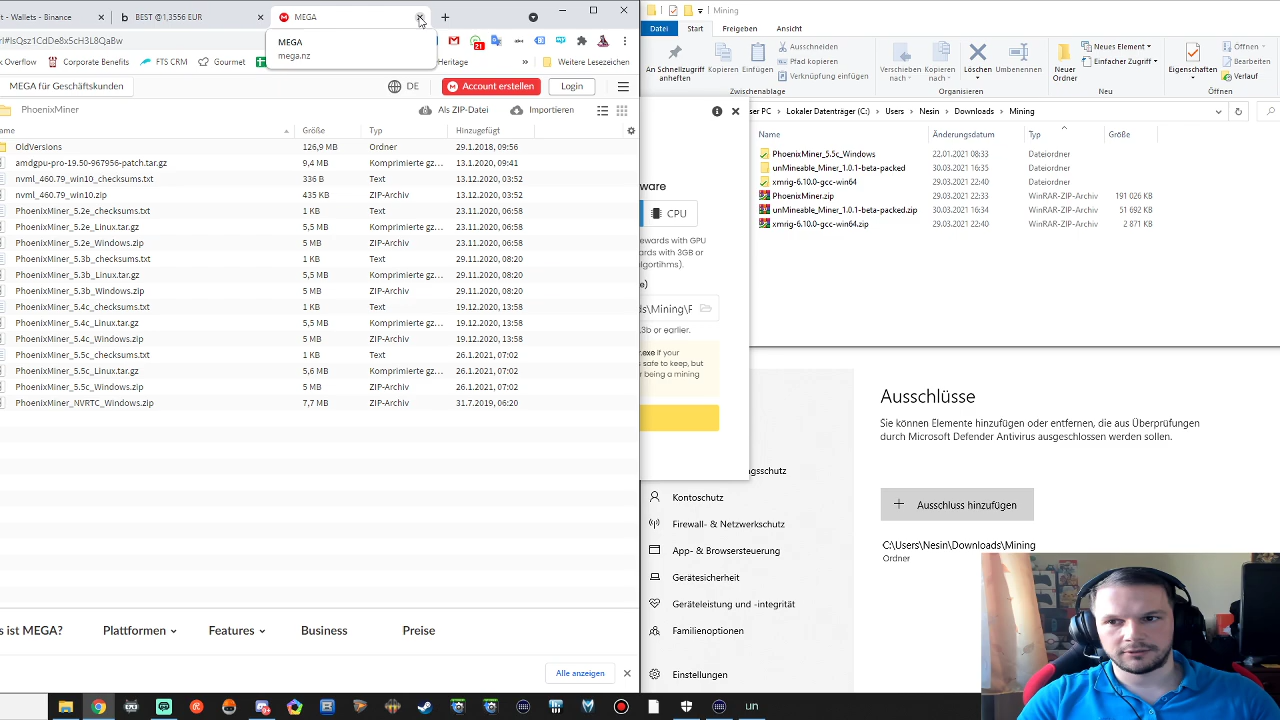 t - Wallets - Binance
BEST @1,3556 EUR
MEGA
MEGA
mega.nz
rl#IsOezj e8x5cH3L8QaBw
21
Corporate Benefits
FTS CRM
Gourmet
Heritage
»
Weitere Lesezeichen
MEGA für Geschäftskunden
DE
Account erstellen
Login
PhoenixMiner
Als ZIP-Datei
Importieren
ame
Größe
Typ
Hinzugefügt
OldVersions 126,9 MB Ordner 29.1.2018, 09:56
amdgpu-pro-19.50-967956-patch.tar.gz 9,4 MB Komprimierte gz... 13.1.2020, 09:41
nvml_460.79_win10_checksums.txt 336 B Text 13.12.2020, 03:52
nvml_460.79_win10.zip 435 KB ZIP-Archiv 13.12.2020, 03:52
PhoenixMiner_5.2e_checksums.txt 1 KB Text 23.11.2020, 06:58
PhoenixMiner_5.2e_Linux.tar.gz 5,5 MB Komprimierte gz... 23.11.2020, 06:58
PhoenixMiner_5.2e_Windows.zip 5 MB ZIP-Archiv 23.11.2020, 06:58
PhoenixMiner_5.3b_checksums.txt 1 KB Text 29.11.2020, 08:20
PhoenixMiner_5.3b_Linux.tar.gz 5,5 MB Komprimierte gz... 29.11.2020, 08:20
PhoenixMiner_5.3b_Windows.zip 5 MB ZIP-Archiv 29.11.2020, 08:20
PhoenixMiner_5.4c_checksums.txt 1 KB Text 19.12.2020, 13:58
PhoenixMiner_5.4c_Linux.tar.gz 5,5 MB Komprimierte gz... 19.12.2020, 13:58
PhoenixMiner_5.4c_Windows.zip 5 MB ZIP-Archiv 19.12.2020, 13:58
PhoenixMiner_5.5c_checksums.txt 1 KB Text 26.1.2021, 07:02
PhoenixMiner_5.5c_Linux.tar.gz 5,6 MB Komprimierte gz... 26.1.2021, 07:02
PhoenixMiner_5.5c_Windows.zip 5 MB ZIP-Archiv 26.1.2021, 07:02
PhoenixMiner_NVRTC_Windows.zip 7,7 MB ZIP-Archiv 31.7.2019, 06:20
s ist MEGA?
Plattformen
Features
Business
Preise
Alle anzeigen
Mining
Datei
Start
Freigeben
Ansicht
An Schnellzugriff anheften
Kopieren
Einfügen
Ausschneiden
Pfad kopieren
Verknüpfung einfügen
Zwischenablage
Verschieben nach
Kopieren nach
Löschen
Umbenennen
Organisieren
Neuer Ordner
Neues Element
Einfacher Zugriff
Neu
Eigenschaften
Öffnen
Bearbeiten
Verlauf
Öffnen
ser PC
Lokaler Datenträger (C:)
Users
Nesin
Downloads
Mining
Name
Änderungsdatum
Typ
Größe
PhoenixMiner_5.5c_Windows 22.01.2021 08:33 Dateiordner
unMineable_Miner_1.0.1-beta-packed 30.03.2021 16:35 Dateiordner
xmrig-6.10.0-gcc-win64 29.03.2021 22:40 Dateiordner
PhoenixMiner.zip 29.03.2021 22:40 WinRAR-ZIP-Archiv 191 026 KB
unMineable_Miner_1.0.1-beta-packed.zip 30.03.2021 16:34 WinRAR-ZIP-Archiv 51 692 KB
xmrig-6.10.0-gcc-win64.zip 29.03.2021 22:40 WinRAR-ZIP-Archiv 2 871 KB
ware
CPU
ewards with GPU
ards with 3GB or
algortihms).
e)
ds\Mining\F
.3b or earlier.
r.exe if your
safe to keep, but
r being a mining
Ausschlüsse
Sie können Elemente hinzufügen oder entfernen, die aus Überprüfungen
durch Microsoft Defender Antivirus ausgeschlossen werden sollen.
Ausschluss hinzufügen
C:\Users\Nesin\Downloads\Mining
Ordner
ngsschutz
Kontoschutz
Firewall- & Netzwerkschutz
App- & Browsersteuerung
Gerätesicherheit
Geräteleistung und -integrität
Familienoptionen
Einstellungen
un